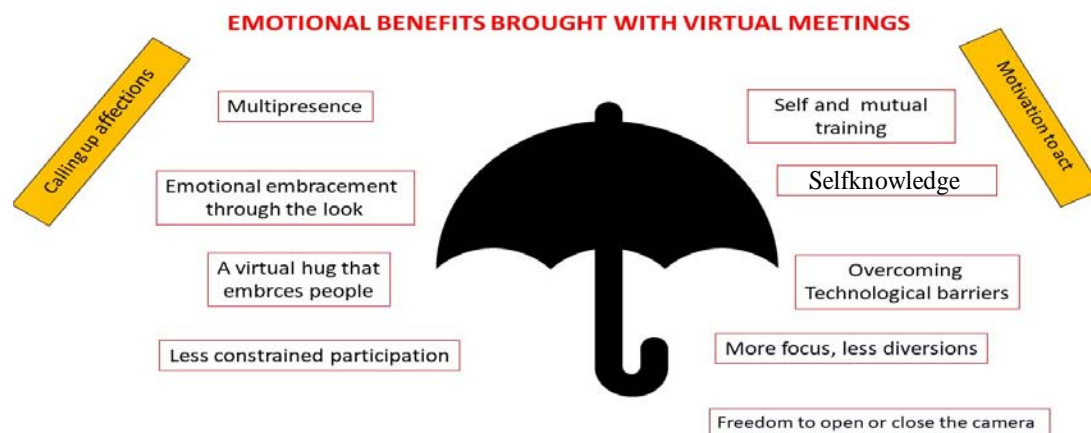 EMOTIONAL BENEFITS BROUGHT WITH VIRTUAL MEETINGS
Calling up affections
Multipresence
Emotional embracement
through the look
A virtual hug that
embrces people
Less constrained participation
Motivation to act
Self and mutual
training
Selfknowledge
Overcoming
Technological barriers
More focus, less diversions
Freedom to open or close the camera